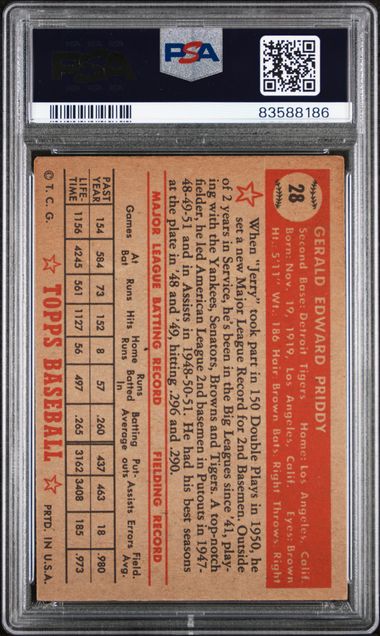 PSA
PSA
83588186
28
GERALD EDWARD PRIDDY
Second Base: Detroit Tigers Home: Los Angeles, Calif.
Born: Nov. 19, 1919, Los Angeles, Calif. Eyes: Brown
Ht.: 5'11" Wt.: 186 Hair Brown Bats. Right Throws. Right
When "Jerry" took part in 150 Double Plays in 1950, he
set a new Major League Record for 2nd Basemen. Outside
of 2 years in Service, he's been in the Big Leagues since '41, play-
ing with the Yankees, Senators, Browns and Tigers. A top-notch
fielder, he led American League 2nd basemen in Putouts in 1947-
48-49-51 and in Assists in 1948-50-51. He had his best seasons
at the plate in '48 and '49, hitting .296 and .290.
MAJOR LEAGUE BATTING RECORD FIELDING RECORD
Games At Bat Runs Hits Home Runs Runs Batted In Batting Average Put-outs Assists Errors Field. Avg.
PAST YEAR 154 584 73 152 8 57 .260 437 463 18 .980
LIFE-TIME 1156 4245 501 1127 56 497 .265 3162 3408 185 .973
© T. C. G. TOPPS BASEBALL PRTD. IN U.S.A.